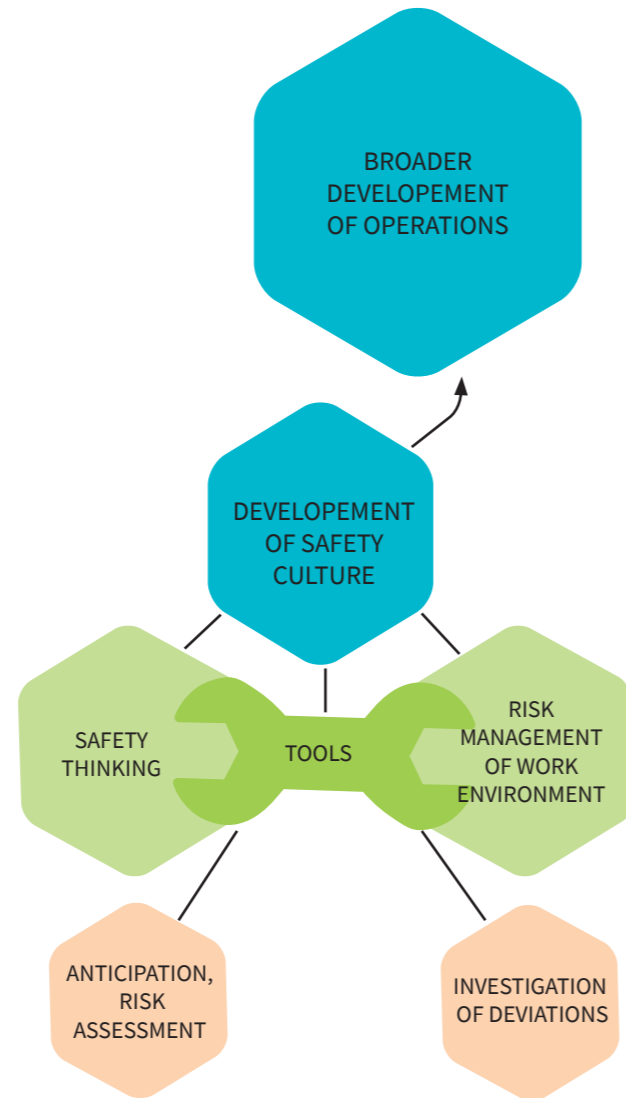 BROADER
DEVELOPEMENT
OF OPERATIONS
DEVELOPEMENT
OF SAFETY
CULTURE
SAFETY
THINKING
TOOLS
RISK
MANAGEMENT
OF WORK
ENVIRONMENT
ANTICIPATION,
RISK
ASSESSMENT
INVESTIGATION
OF DEVIATIONS